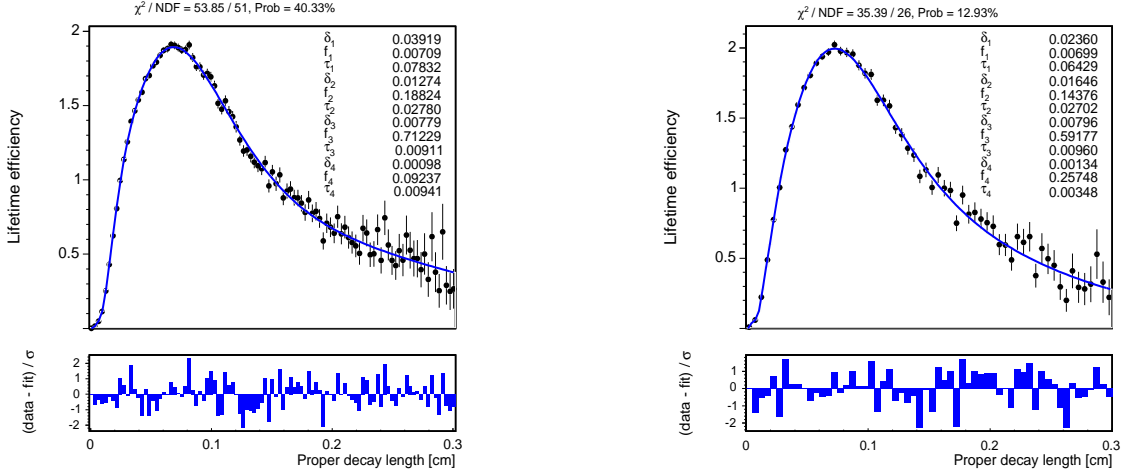 χ² / NDF = 53.85 / 51, Prob = 40.33%
Lifetime efficiency
2
1.5
1
0.5
δ₁ 0.03919
f₁ 0.00709
τ₁ 0.07832
δ₂ 0.01274
f₂ 0.18824
τ₂ 0.02780
δ₃ 0.00779
f₃ 0.71229
τ₃ 0.00911
δ₄ 0.00098
f₄ 0.09237
τ₄ 0.00941
(data - fit) / σ
2
1
0
-1
-2
0 0.1 0.2 0.3
Proper decay length [cm]
χ² / NDF = 35.39 / 26, Prob = 12.93%
Lifetime efficiency
2
1.5
1
0.5
δ₁ 0.02360
f₁ 0.00699
τ₁ 0.06429
δ₂ 0.01646
f₂ 0.14376
τ₂ 0.02702
δ₃ 0.00796
f₃ 0.59177
τ₃ 0.00960
δ₄ 0.00134
f₄ 0.25748
τ₄ 0.00348
(data - fit) / σ
2
1
0
-1
-2
0 0.1 0.2 0.3
Proper decay length [cm]